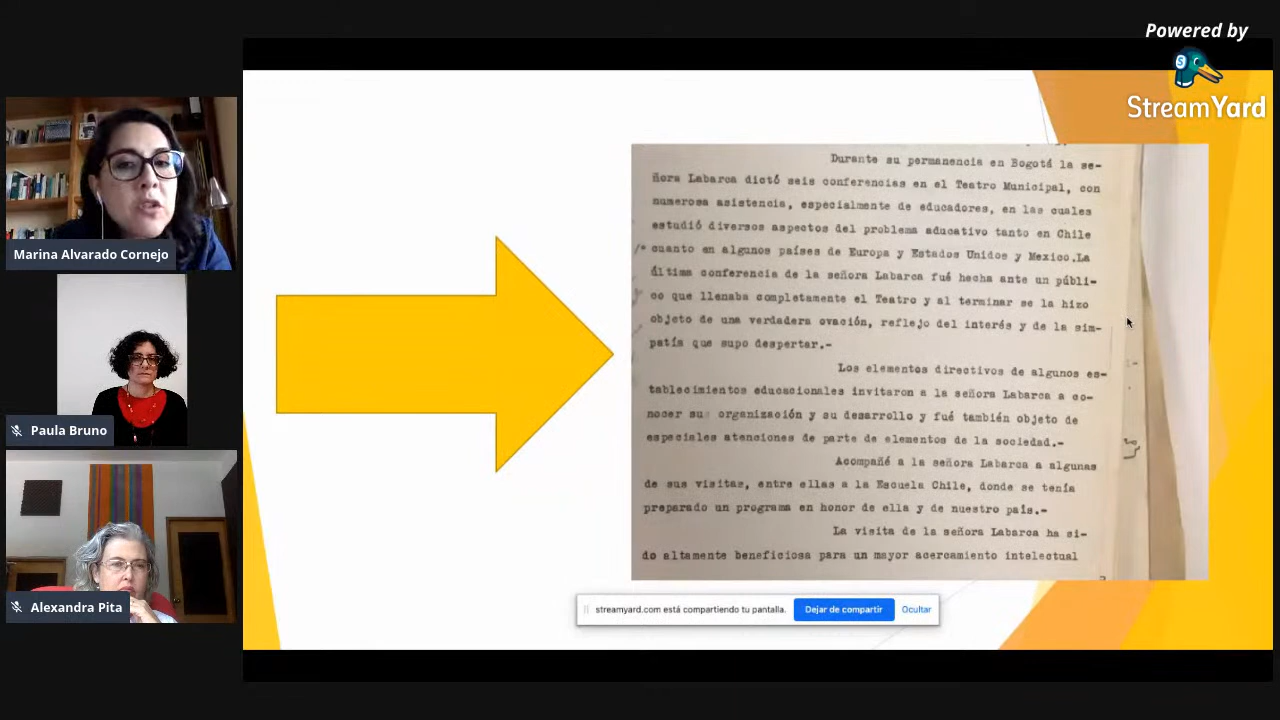 Powered by
StreamYard
Marina Alvarado Cornejo
Paula Bruno
Alexandra Pita
Durante su permanencia en Bogotá la se-
ñora Labarca dictó seis conferencias en el Teatro Municipal, con
numerosa asistencia, especialmente de educadores, en las cuales
estudió diversos aspectos del problema aducativo tanto en Chile
cuanto en algunos países de Europa y Estados Unidos y Mexico.La
última conferencia de la señora Labarca fué hecha ante un públi-
co que llenaba completamente el Teatro y al terminar se la hizo
objeto de una verdadera ovación, reflejo del interés y de la sim-
patía que supo despertar.-
Los elementos directivos de algunos es-
tablecimientos educacionales invitaron a la señora Labarca a co-
nocer su organización y su desarrollo y fué también objeto de
especiales atenciones de parte de elementos de la sociedad.-
Acompañé a la señora Labarca a algunas
de sus visitas, entre ellas a la Escuela Chile, donde se tenía
preparado un programa en honor de ella y de nuestro país.-
La visita de la señora Labarca ha si-
do altamente beneficiosa para un mayor acercamiento intelectual
streamyard.com está compartiendo tu pantalla. Dejar de compartir Ocultar